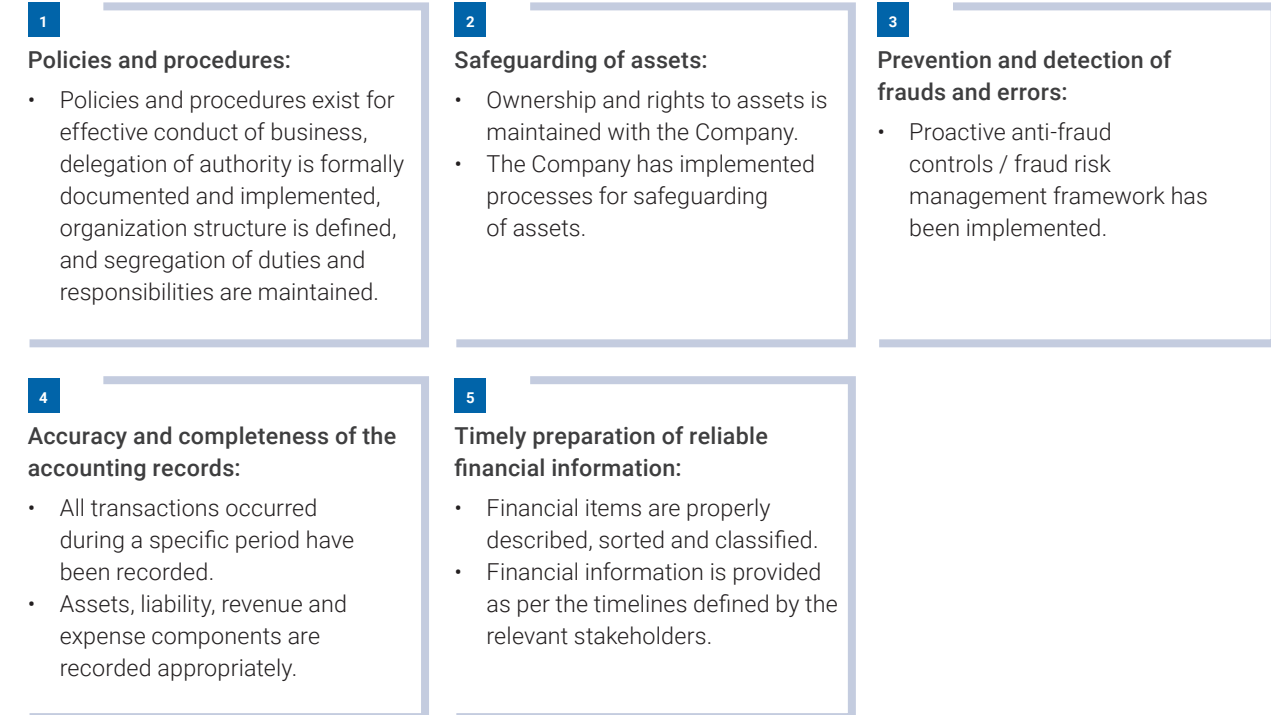 1
Policies and procedures:
• Policies and procedures exist for
effective conduct of business,
delegation of authority is formally
documented and implemented,
organization structure is defined,
and segregation of duties and
responsibilities are maintained.
2
Safeguarding of assets:
• Ownership and rights to assets is
maintained with the Company.
• The Company has implemented
processes for safeguarding
of assets.
3
Prevention and detection of
frauds and errors:
• Proactive anti-fraud
controls / fraud risk
management framework has
been implemented.
4
Accuracy and completeness of the
accounting records:
• All transactions occurred
during a specific period have
been recorded.
• Assets, liability, revenue and
expense components are
recorded appropriately.
5
Timely preparation of reliable
financial information:
• Financial items are properly
described, sorted and classified.
• Financial information is provided
as per the timelines defined by the
relevant stakeholders.